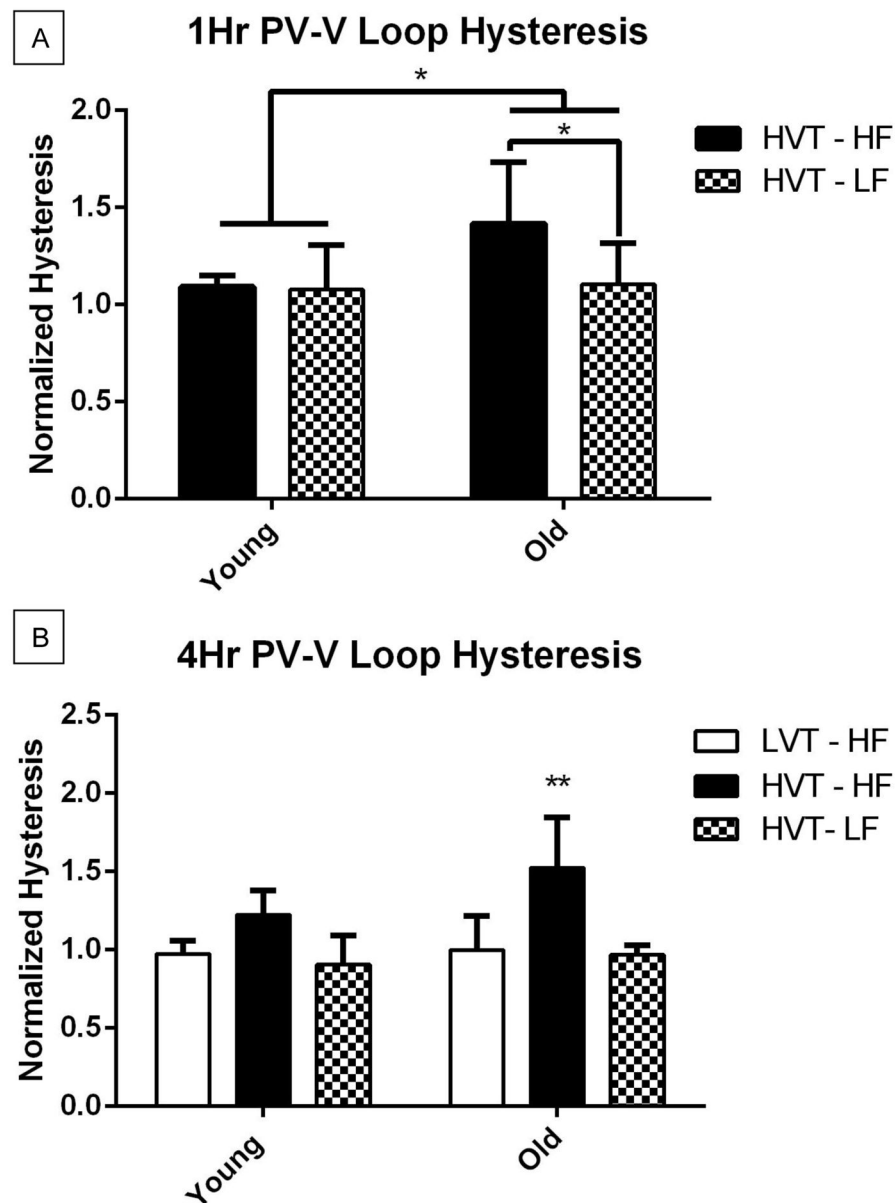 A
1Hr PV-V Loop Hysteresis
*
*
HVT - HF
HVT - LF
Normalized Hysteresis
2.0
1.5
1.0
0.5
0.0
Young
Old
B
4Hr PV-V Loop Hysteresis
**
LVT - HF
HVT - HF
HVT- LF
Normalized Hysteresis
2.5
2.0
1.5
1.0
0.5
0.0
Young
Old